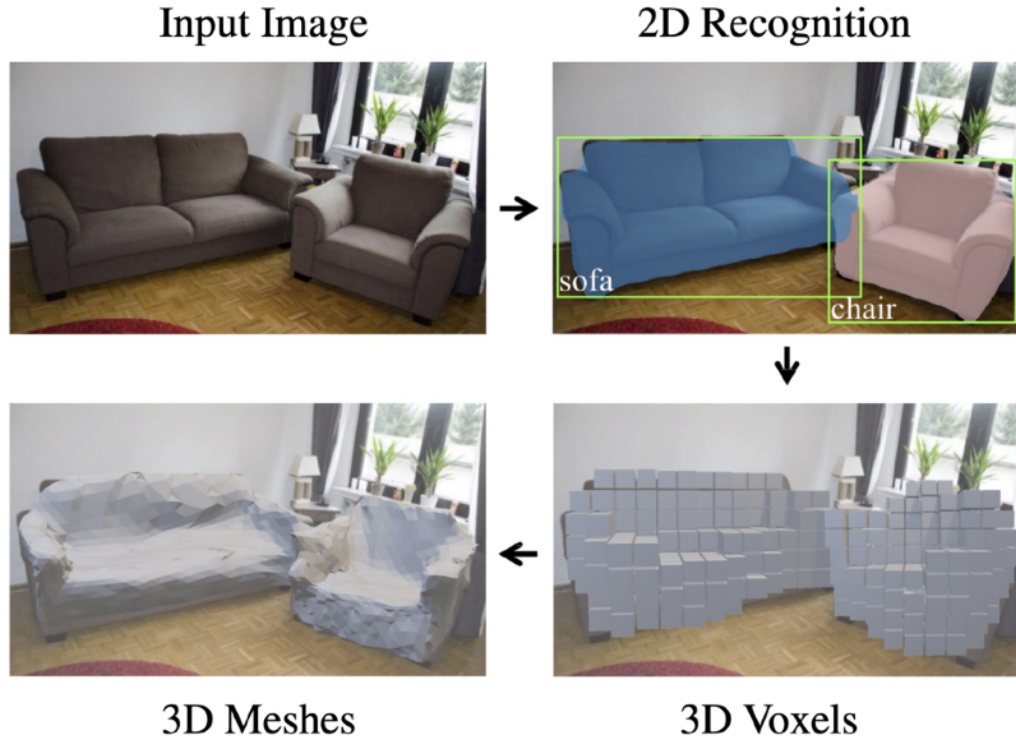 Input Image
2D Recognition
sofa
chair
3D Meshes
3D Voxels